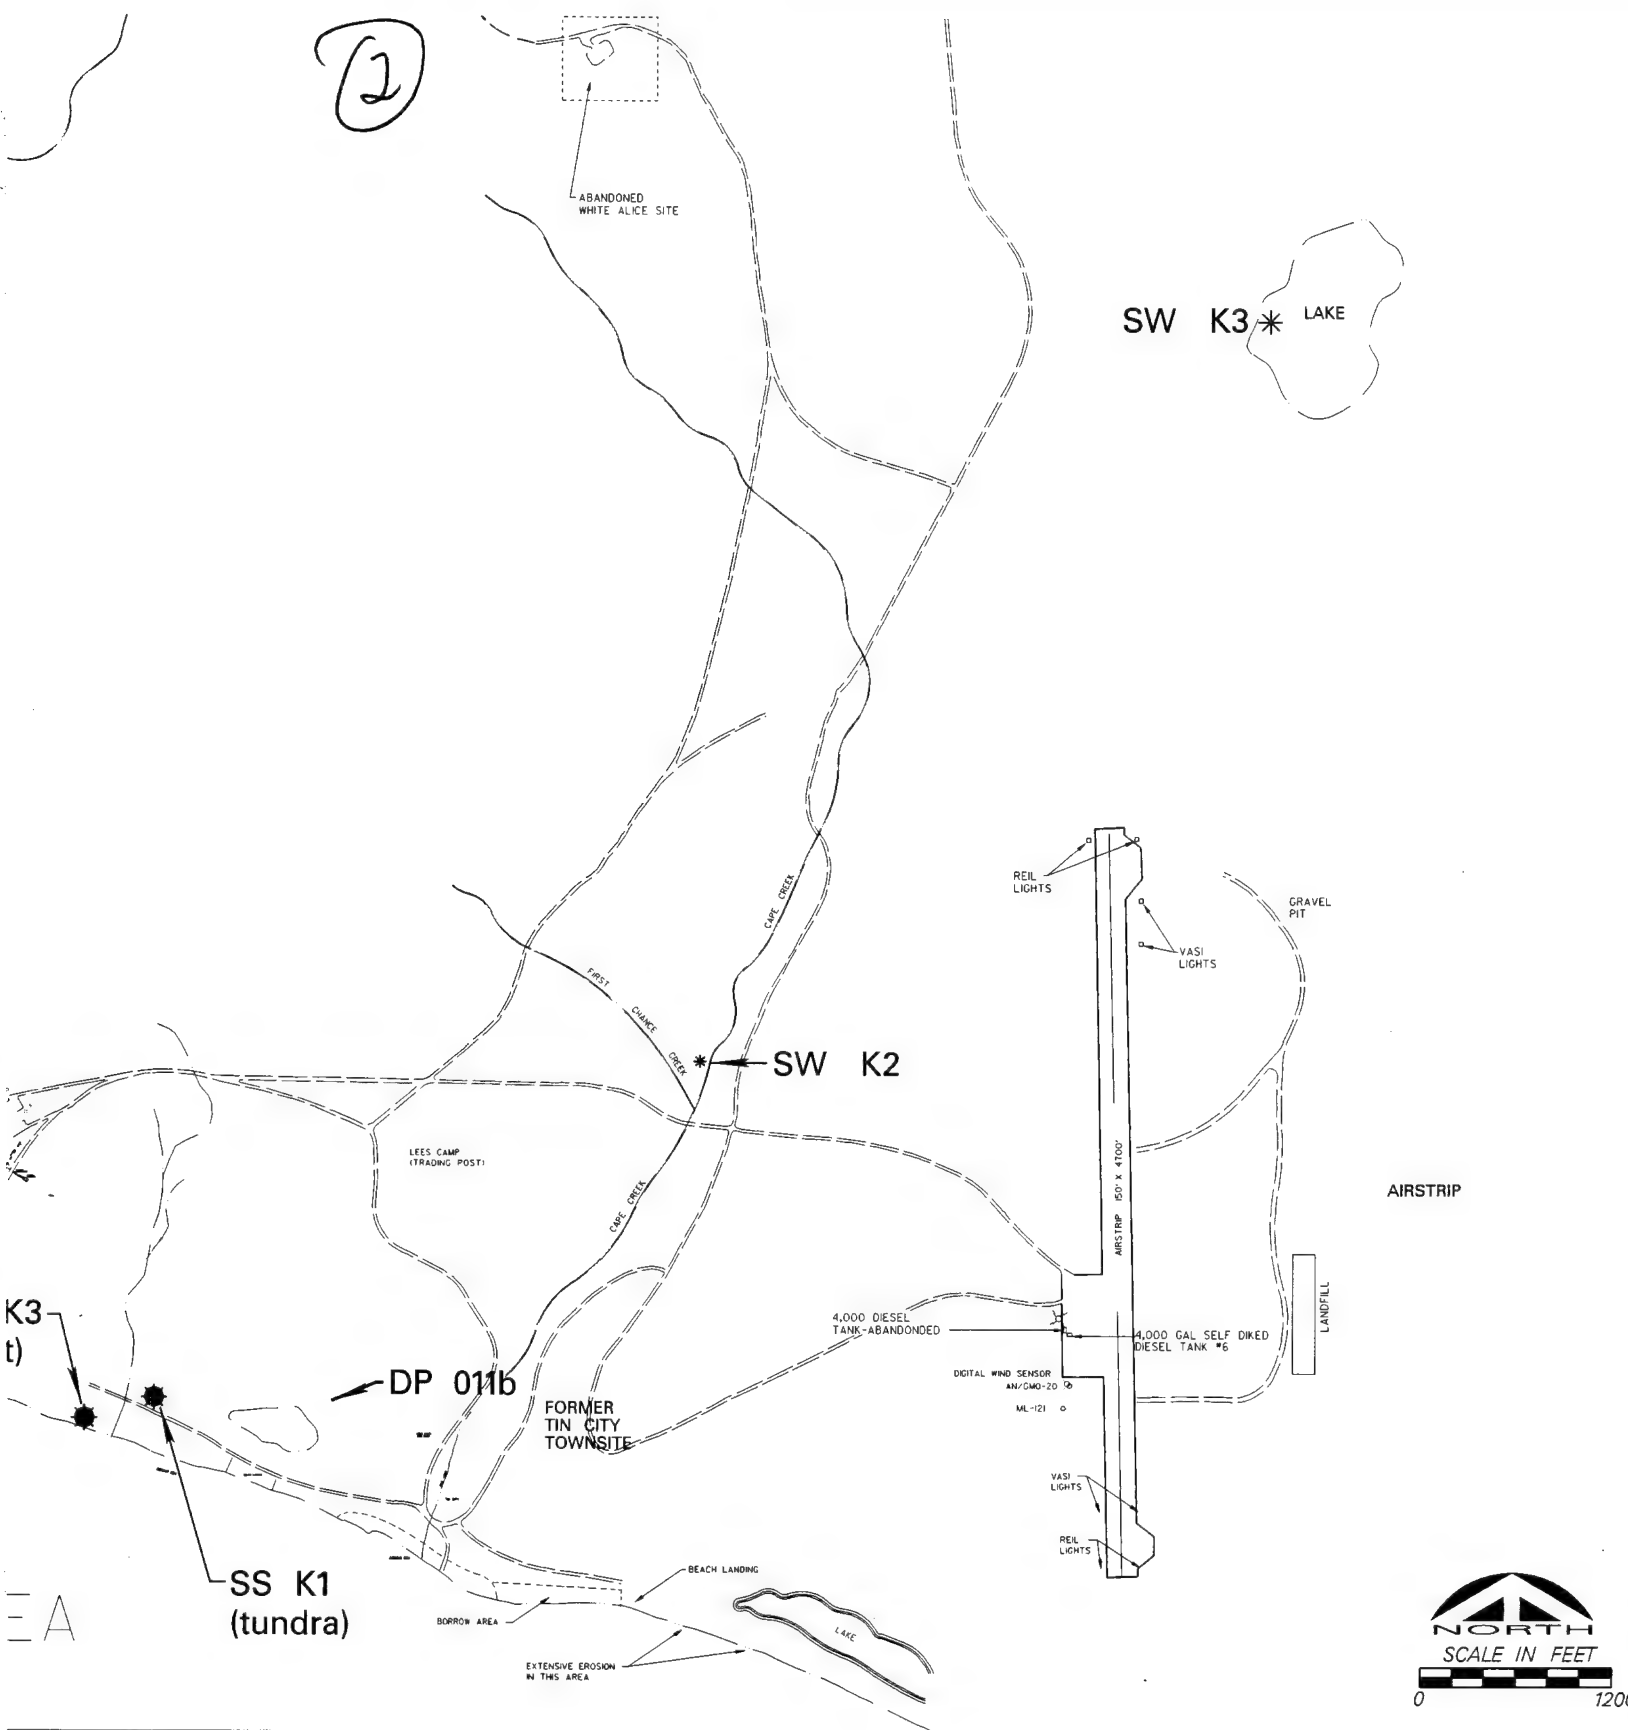 2
ABANDONED
WHITE ALICE SITE
SW K3
LAKE
REIL
LIGHTS
GRAVEL
PIT
VASI
LIGHTS
CAPE CREEK
FIRST CHANCE CREEK
SW K2
LEES CAMP
(TRADING POST)
CAPE CREEK
AIRSTRIP 150' X 4700'
AIRSTRIP
LANDFILL
4,000 DIESEL
TANK-ABANDONDED
4,000 GAL SELF DIKED
DIESEL TANK #6
DIGITAL WIND SENSOR
AN/GMQ-20
ML-121
K3
t)
DP 011b
FORMER
TIN CITY
TOWNSITE
VASI
LIGHTS
REIL
LIGHTS
SS K1
(tundra)
EA
BEACH LANDING
BORROW AREA
LAKE
EXTENSIVE EROSION
IN THIS AREA
NORTH
SCALE IN FEET
0 1200